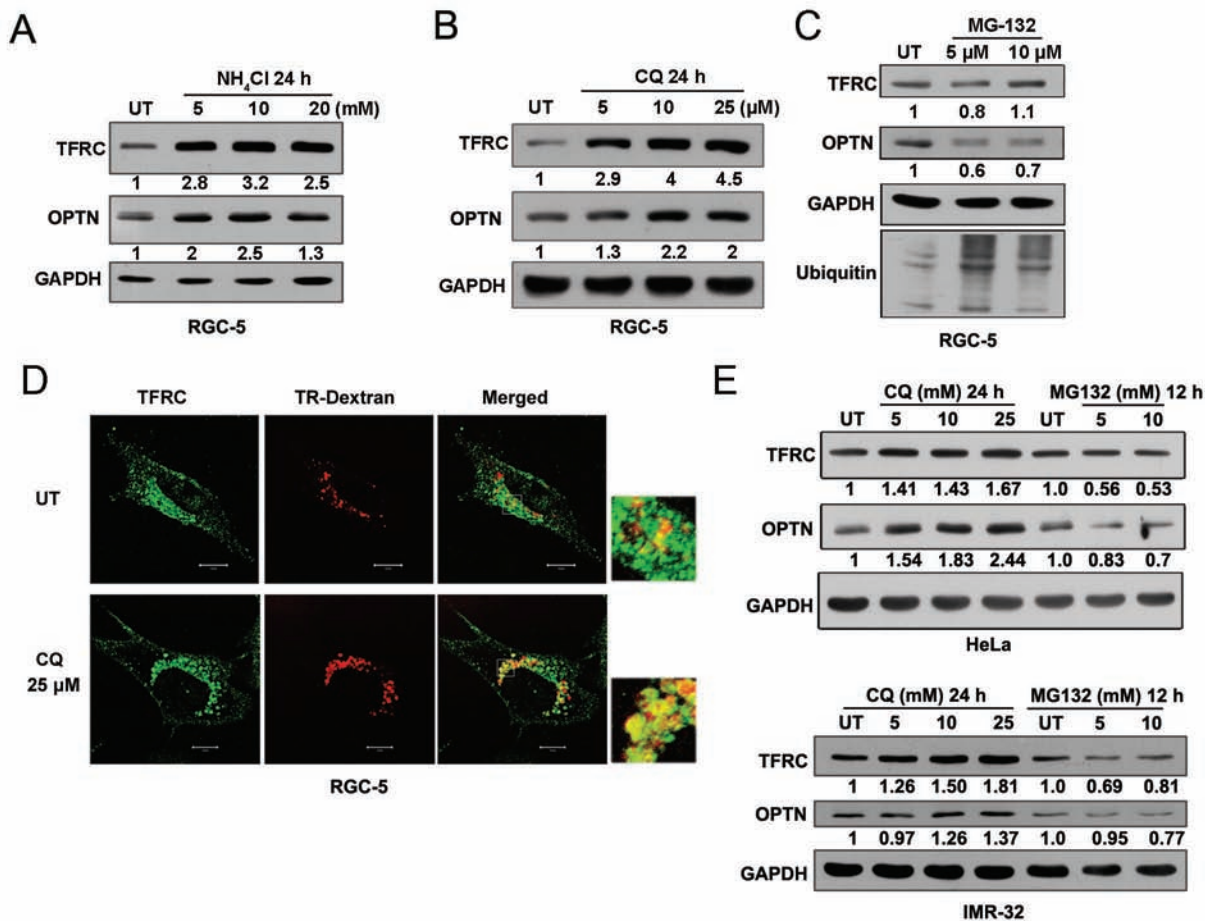 A
NH4Cl 24 h
UT 5 10 20 (mM)
TFRC
1 2.8 3.2 2.5
OPTN
1 2 2.5 1.3
GAPDH
RGC-5
B
CQ 24 h
UT 5 10 25 (µM)
TFRC
1 2.9 4 4.5
OPTN
1 1.3 2.2 2
GAPDH
RGC-5
C
MG-132
UT 5 µM 10 µM
TFRC
1 0.8 1.1
OPTN
1 0.6 0.7
GAPDH
Ubiquitin
RGC-5
D
TFRC TR-Dextran Merged
UT
CQ
25 µM
RGC-5
E
CQ (mM) 24 h MG132 (mM) 12 h
UT 5 10 25 UT 5 10
TFRC
1 1.41 1.43 1.67 1.0 0.56 0.53
OPTN
1 1.54 1.83 2.44 1.0 0.83 0.7
GAPDH
HeLa
CQ (mM) 24 h MG132 (mM) 12 h
UT 5 10 25 UT 5 10
TFRC
1 1.26 1.50 1.81 1.0 0.69 0.81
OPTN
1 0.97 1.26 1.37 1.0 0.95 0.77
GAPDH
IMR-32